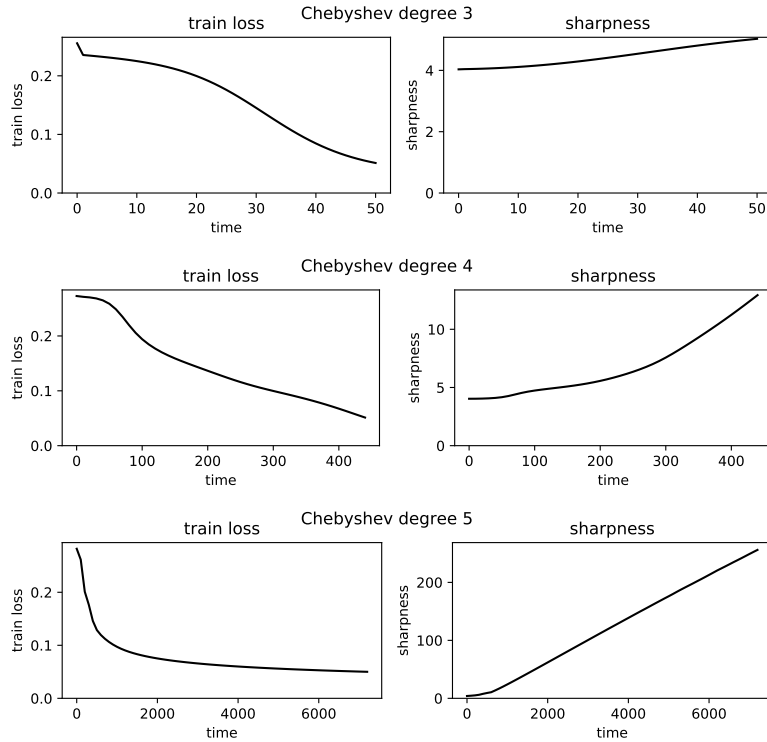 Chebyshev degree 3
train loss
sharpness
train loss
0.2
0.1
0.0
0 10 20 30 40 50
time
sharpness
4
2
0
0 10 20 30 40 50
time
Chebyshev degree 4
train loss
sharpness
train loss
0.2
0.1
0.0
0 100 200 300 400
time
sharpness
10
5
0
0 100 200 300 400
time
Chebyshev degree 5
train loss
sharpness
train loss
0.2
0.1
0.0
0 2000 4000 6000
time
sharpness
200
100
0
0 2000 4000 6000
time